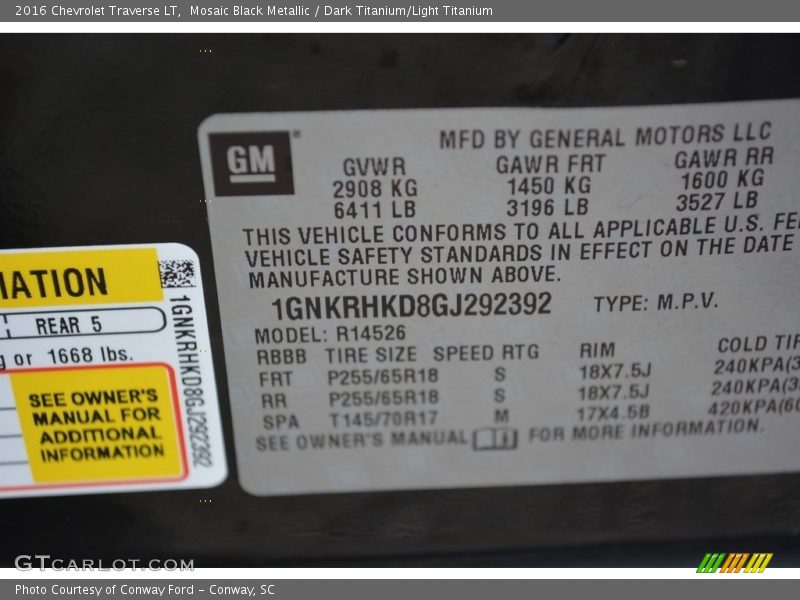 2016 Chevrolet Traverse LT, Mosaic Black Metallic / Dark Titanium/Light Titanium
GM
MFD BY GENERAL MOTORS LLC
GVWR GAWR FRT GAWR RR
2908 KG 1450 KG 1600 KG
6411 LB 3196 LB 3527 LB
THIS VEHICLE CONFORMS TO ALL APPLICABLE U.S. FE
VEHICLE SAFETY STANDARDS IN EFFECT ON THE DATE
MANUFACTURE SHOWN ABOVE.
1GNKRHKD8GJ292392 TYPE: M.P.V.
MODEL: R14526
RBBB TIRE SIZE SPEED RTG RIM COLD TIR
FRT P255/65R18 S 18X7.5J 240KPA(3
RR P255/65R18 S 18X7.5J 240KPA(3
SPA T145/70R17 M 17X4.5B 420KPA(60
SEE OWNER'S MANUAL FOR MORE INFORMATION.
MATION
REAR 5
g or 1668 lbs.
SEE OWNER'S
MANUAL FOR
ADDITIONAL
INFORMATION
1GNKRHKD8GJ292392
GTcarlot.com
Photo Courtesy of Conway Ford - Conway, SC